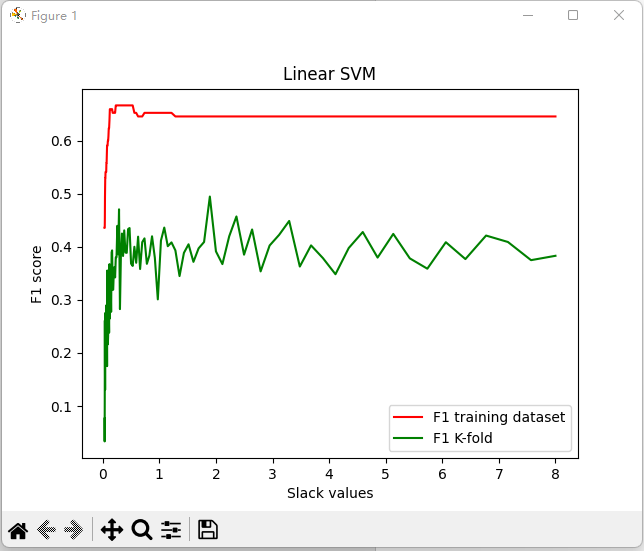 Figure 1
Linear SVM
F1 score
0.6
0.5
0.4
0.3
0.2
0.1
F1 training dataset
F1 K-fold
0 1 2 3 4 5 6 7 8
Slack values